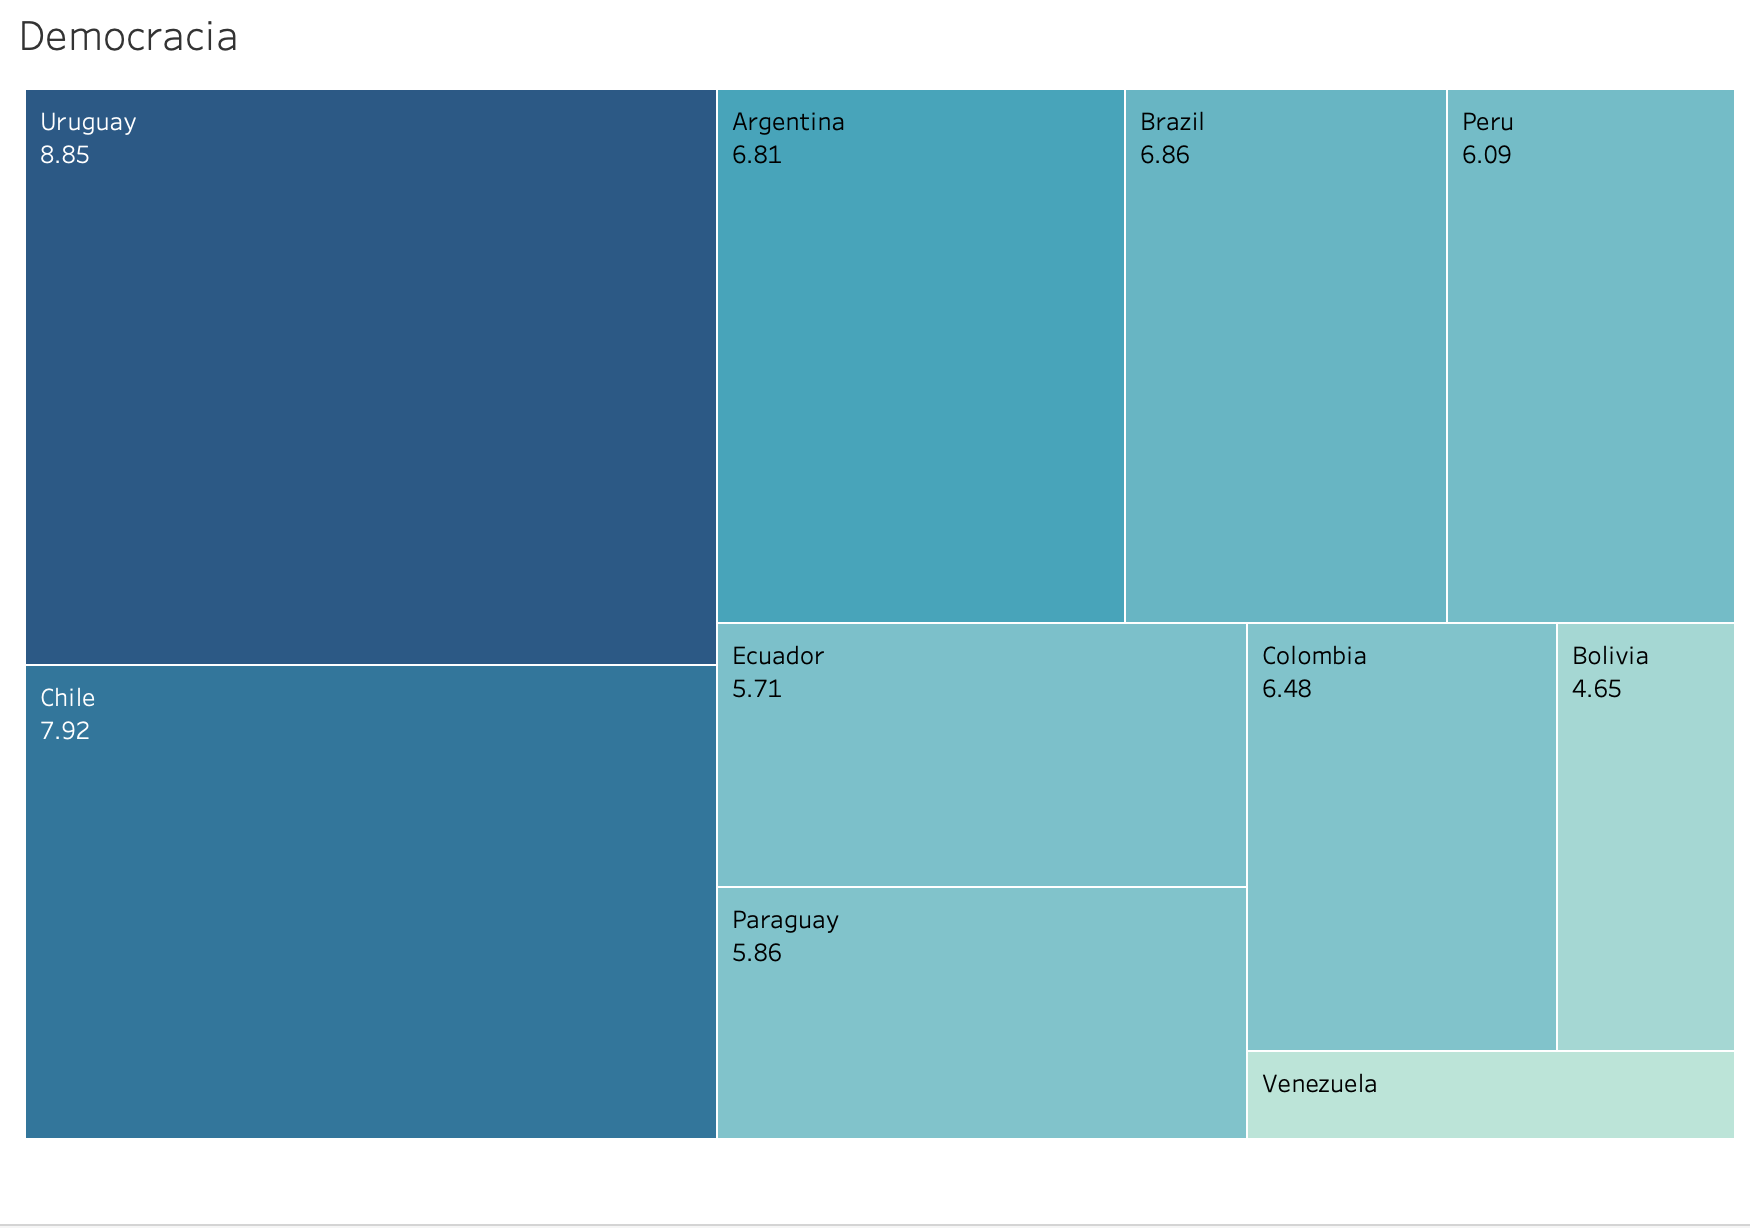 Democracia
Uruguay
8.85
Argentina
6.81
Brazil
6.86
Peru
6.09
Chile
7.92
Ecuador
5.71
Colombia
6.48
Bolivia
4.65
Paraguay
5.86
Venezuela